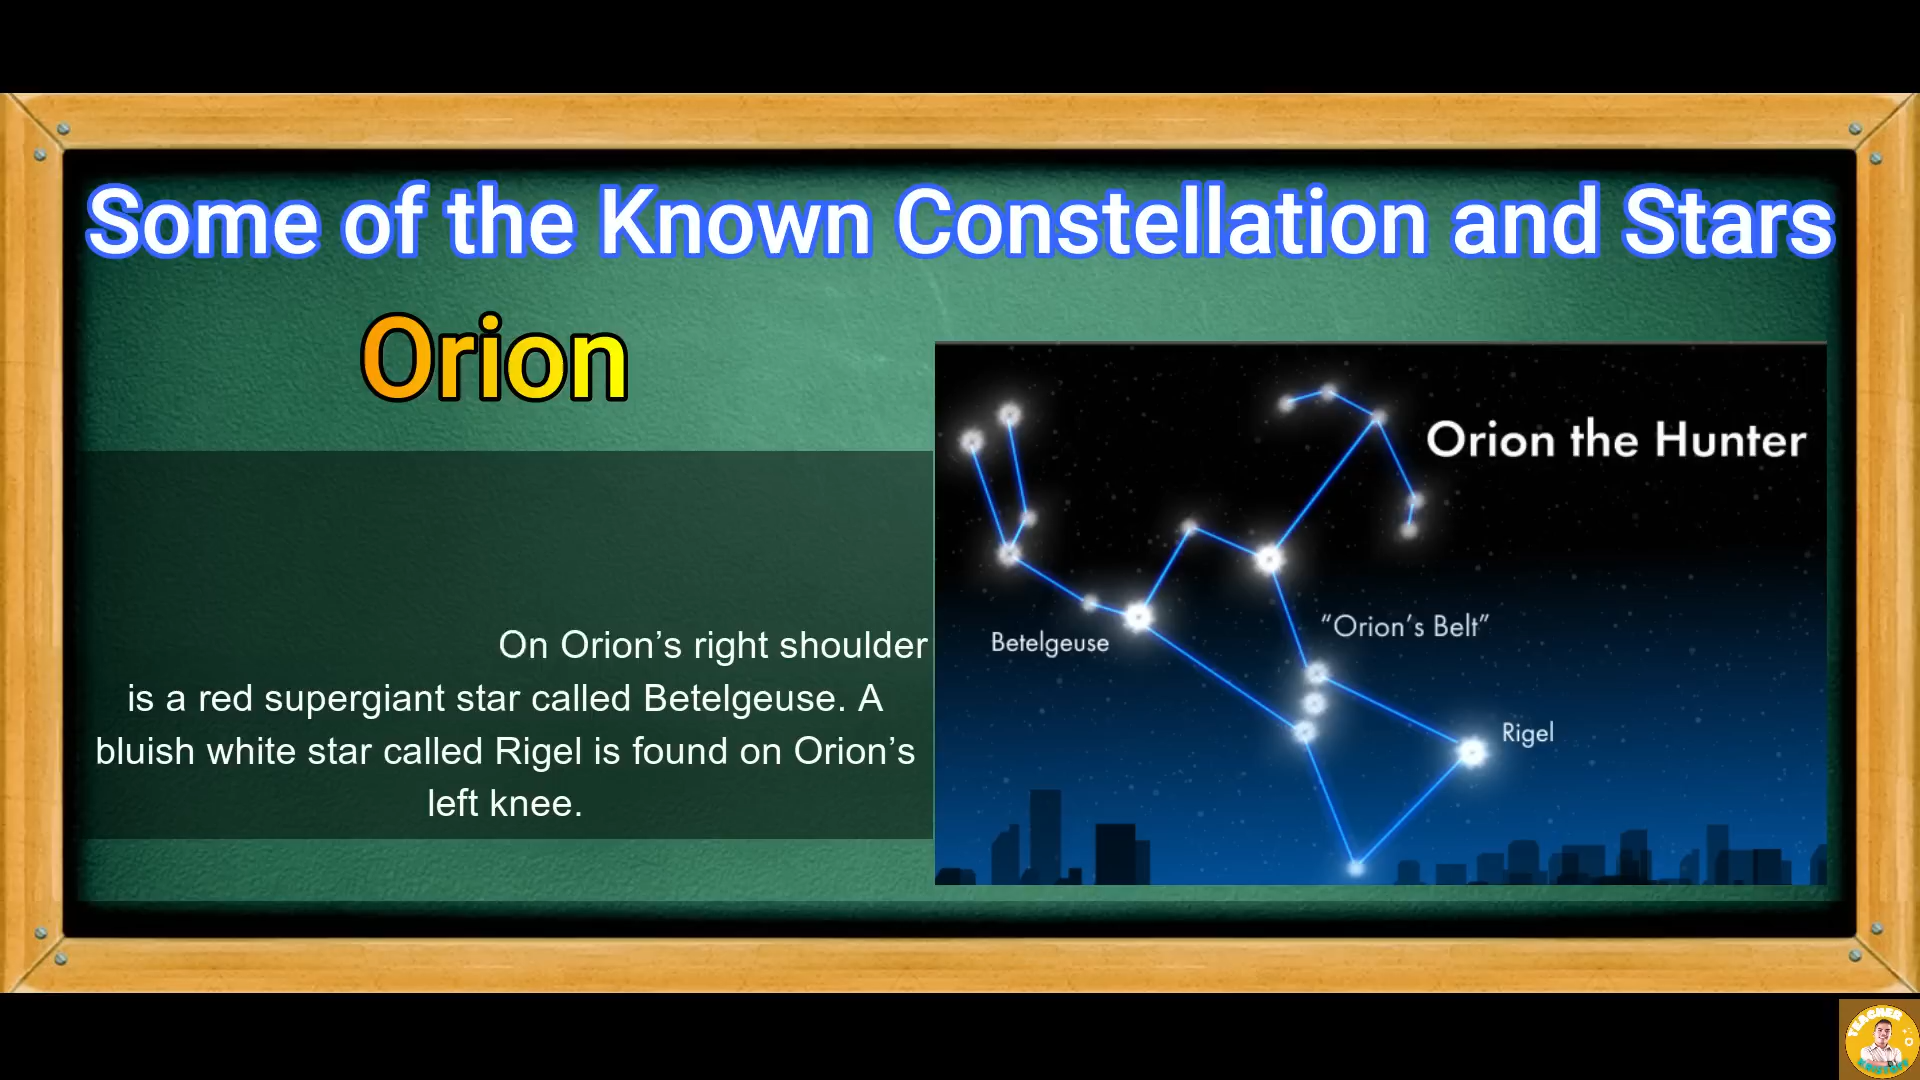 Some of the Known Constellation and Stars
Orion
On Orion’s right shoulder
is a red supergiant star called Betelgeuse. A
bluish white star called Rigel is found on Orion’s
left knee.
Orion the Hunter
“Orion’s Belt”
Betelgeuse
Rigel
TEACHER